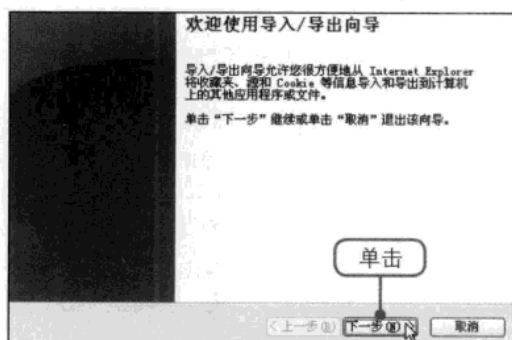 欢迎使用导入/导出向导
导入/导出向导允许您很方便地从 Internet Explorer
将收藏夹、源和 Cookie 等信息导入和导出到计算机
上的其他应用程序或文件。
单击“下一步”继续或单击“取消”退出该向导。
单击
<上一步(B) 下一步(N)> 取消